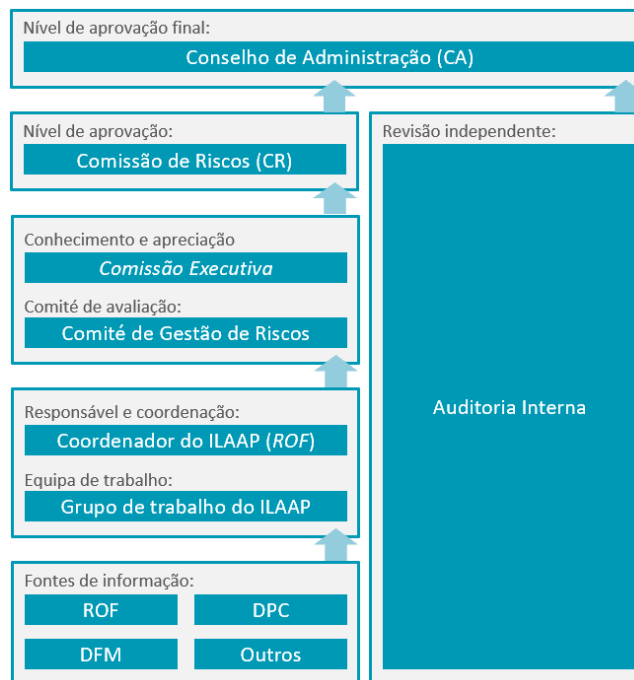 Nível de aprovação final:
Conselho de Administração (CA)
Nível de aprovação:
Comissão de Riscos (CR)
Conhecimento e apreciação
Comissão Executiva
Comité de avaliação:
Comité de Gestão de Riscos
Responsável e coordenação:
Coordenador do ILAAP (ROF)
Equipa de trabalho:
Grupo de trabalho do ILAAP
Fontes de informação:
ROF
DPC
DFM
Outros
Revisão independente:
Auditoria Interna